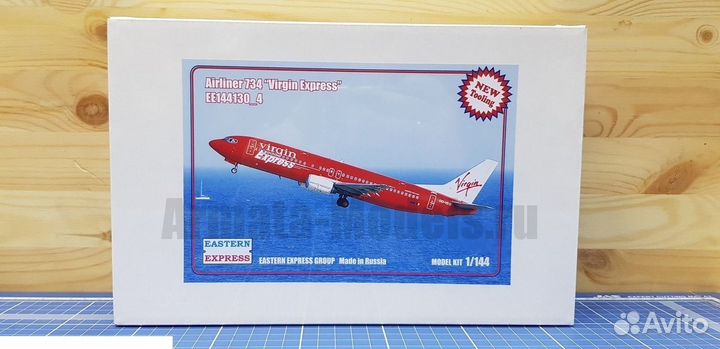 Airliner 734 "Virgin Express"
EE144130_4
NEW
Tooling
virgin
Express
Virgin
Armata-models.ru
EASTERN
EXPRESS
EASTERN EXPRESS GROUP Made in Russia
MODEL KIT 1/144
Avito